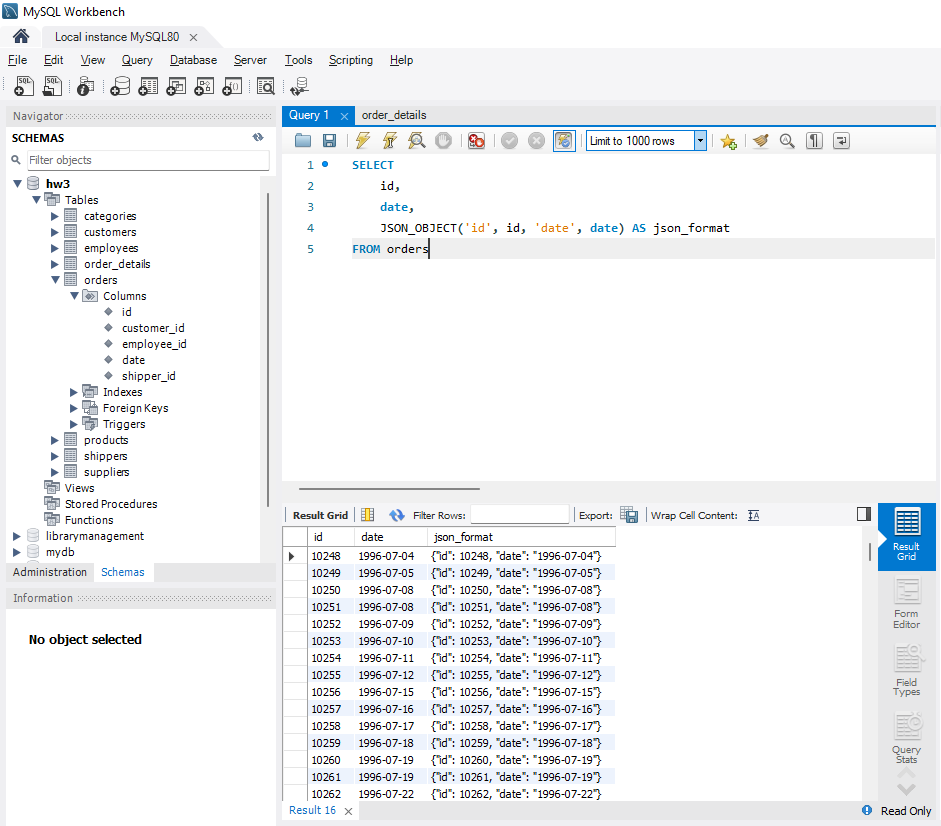 MySQL Workbench
Local instance MySQL80
File Edit View Query Database Server Tools Scripting Help
Navigator
SCHEMAS
Filter objects
hw3
Tables
categories
customers
employees
order_details
orders
Columns
id
customer_id
employee_id
date
shipper_id
Indexes
Foreign Keys
Triggers
products
shippers
suppliers
Views
Stored Procedures
Functions
librarymanagement
mydb
Administration Schemas
Information
No object selected
Query 1 order_details
Limit to 1000 rows
1 SELECT
2 id,
3 date,
4 JSON_OBJECT('id', id, 'date', date) AS json_format
5 FROM orders
Result Grid Filter Rows: Export: Wrap Cell Content:
id date json_format
10248 1996-07-04 {"id": 10248, "date": "1996-07-04"}
10249 1996-07-05 {"id": 10249, "date": "1996-07-05"}
10250 1996-07-08 {"id": 10250, "date": "1996-07-08"}
10251 1996-07-08 {"id": 10251, "date": "1996-07-08"}
10252 1996-07-09 {"id": 10252, "date": "1996-07-09"}
10253 1996-07-10 {"id": 10253, "date": "1996-07-10"}
10254 1996-07-11 {"id": 10254, "date": "1996-07-11"}
10255 1996-07-12 {"id": 10255, "date": "1996-07-12"}
10256 1996-07-15 {"id": 10256, "date": "1996-07-15"}
10257 1996-07-16 {"id": 10257, "date": "1996-07-16"}
10258 1996-07-17 {"id": 10258, "date": "1996-07-17"}
10259 1996-07-18 {"id": 10259, "date": "1996-07-18"}
10260 1996-07-19 {"id": 10260, "date": "1996-07-19"}
10261 1996-07-19 {"id": 10261, "date": "1996-07-19"}
10262 1996-07-22 {"id": 10262, "date": "1996-07-22"}
Result
Grid
Form
Editor
Field
Types
Query
Stats
Result 16
Read Only